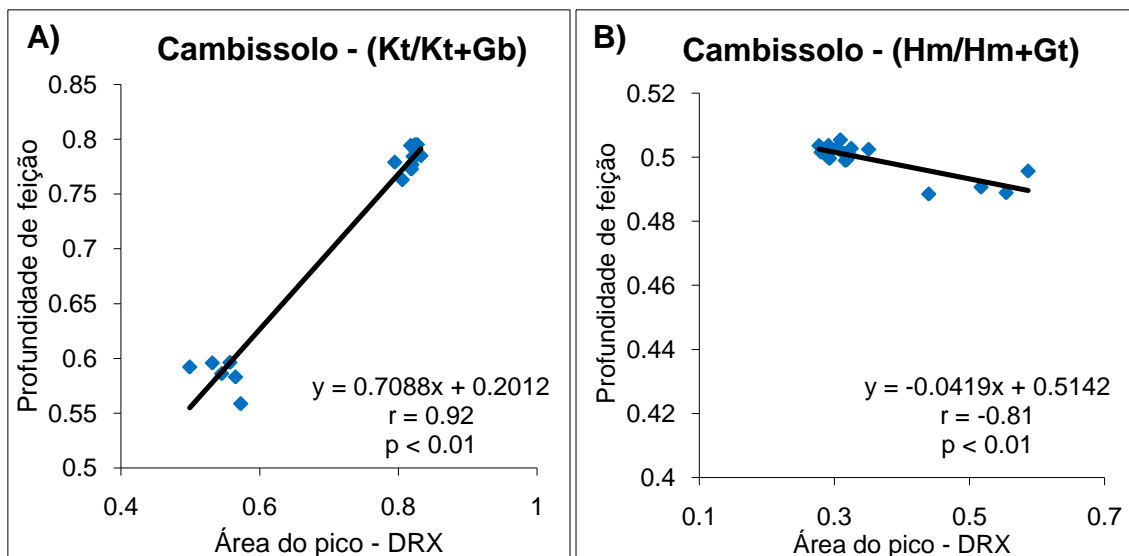 A)
Cambissolo - (Kt/Kt+Gb)
Profundidade de feição
0.85
0.8
0.75
0.7
0.65
0.6
0.55
0.5
y = 0.7088x + 0.2012
r = 0.92
p < 0.01
0.4 0.6 0.8 1
Área do pico - DRX
B)
Cambissolo - (Hm/Hm+Gt)
Profundidade de feição
0.52
0.5
0.48
0.46
0.44
0.42
0.4
y = -0.0419x + 0.5142
r = -0.81
p < 0.01
0.1 0.3 0.5 0.7
Área do pico - DRX